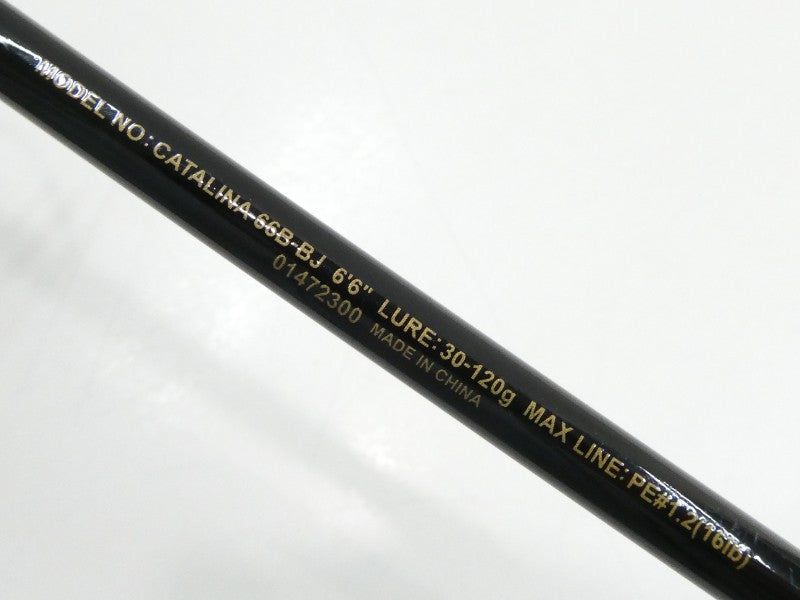 MODEL NO: CATALINA 66B-BJ 6'6" LURE: 30-120g MAX LINE: PE#1.2(16lb)
01472300 MADE IN CHINA